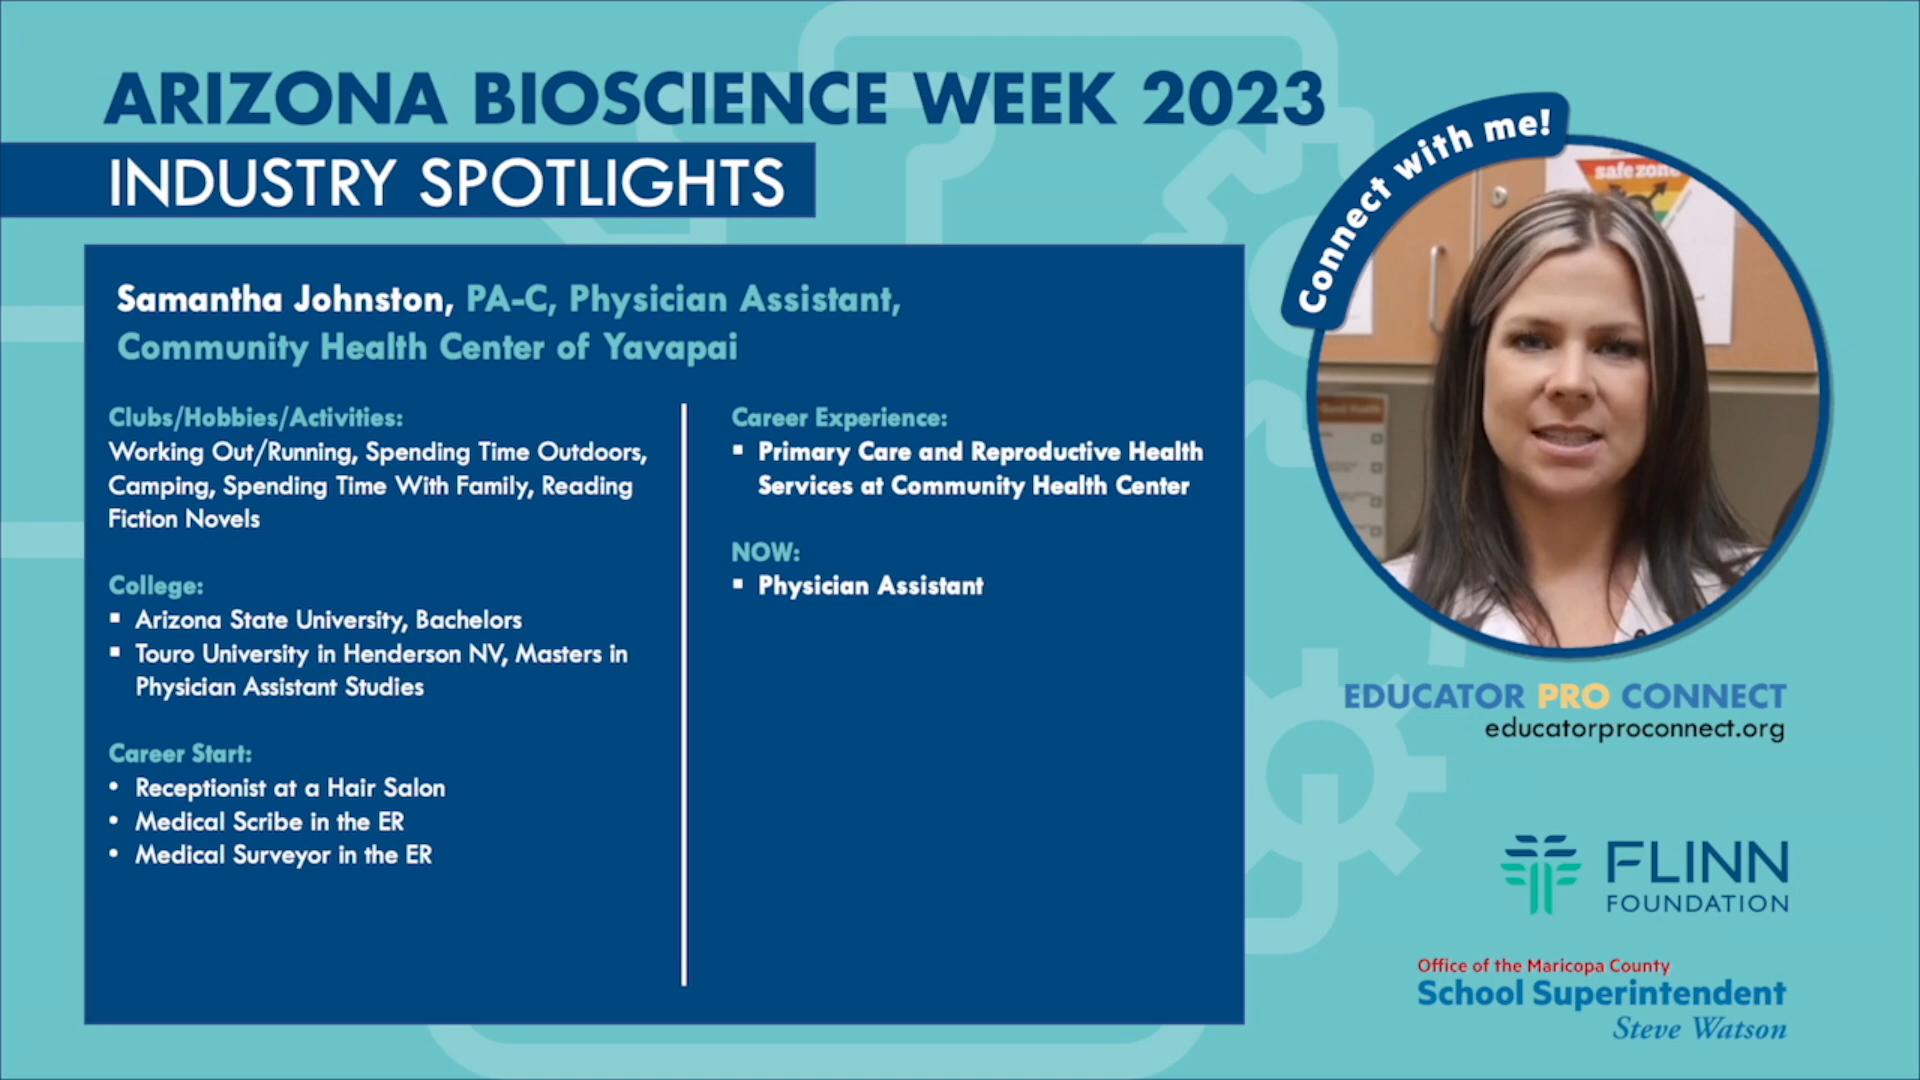 ARIZONA BIOSCIENCE WEEK 2023
INDUSTRY SPOTLIGHTS
Connect with me!
safe zone
Samantha Johnston, PA-C, Physician Assistant,
Community Health Center of Yavapai
Clubs/Hobbies/Activities:
Working Out/Running, Spending Time Outdoors,
Camping, Spending Time With Family, Reading
Fiction Novels
College:
▪ Arizona State University, Bachelors
▪ Touro University in Henderson NV, Masters in
Physician Assistant Studies
Career Start:
• Receptionist at a Hair Salon
• Medical Scribe in the ER
• Medical Surveyor in the ER
Career Experience:
▪ Primary Care and Reproductive Health
Services at Community Health Center
NOW:
▪ Physician Assistant
EDUCATOR PRO CONNECT
educatorproconnect.org
FLINN
FOUNDATION
Office of the Maricopa County
School Superintendent
Steve Watson